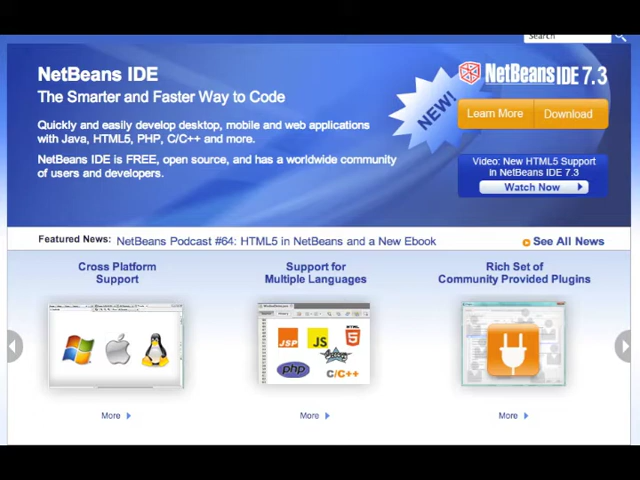 Search
NetBeans IDE
The Smarter and Faster Way to Code
Quickly and easily develop desktop, mobile and web applications
with Java, HTML5, PHP, C/C++ and more.
NetBeans IDE is FREE, open source, and has a worldwide community
of users and developers.
NEW!
NetBeans IDE 7.3
Learn More
Download
Video: New HTML5 Support
in NetBeans IDE 7.3
Watch Now
Featured News:
NetBeans Podcast #64: HTML5 in NetBeans and a New Ebook
See All News
Cross Platform
Support
Support for
Multiple Languages
Rich Set of
Community Provided Plugins
JSP
JS
HTML
5
php
Groovy
C/C++
More
More
More